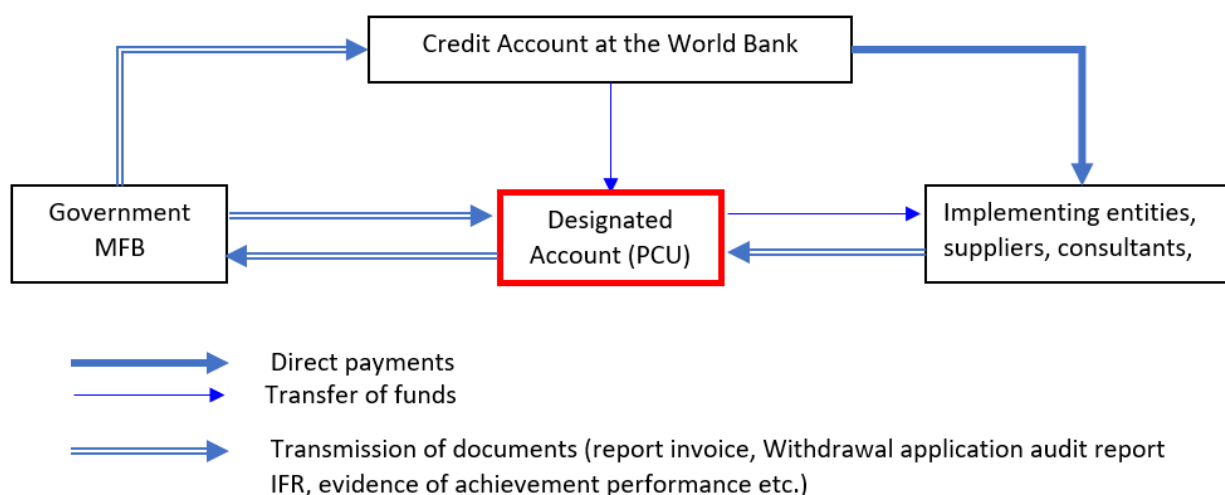 Credit Account at the World Bank
Government
MFB
Designated
Account (PCU)
Implementing entities,
suppliers, consultants,
Direct payments
Transfer of funds
Transmission of documents (report invoice, Withdrawal application audit report
IFR, evidence of achievement performance etc.)